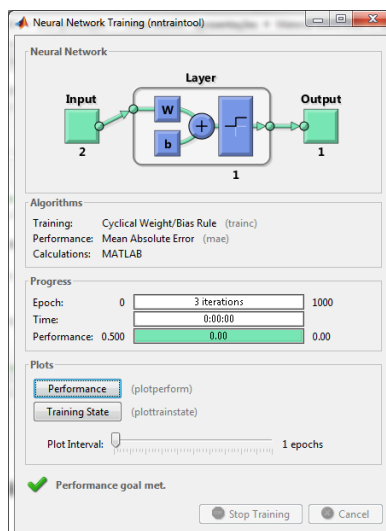 Neural Network Training (nntraintool)
Neural Network
Layer
Input
Output
W
b
+
2
1
1
Algorithms
Training: Cyclical Weight/Bias Rule (trainc)
Performance: Mean Absolute Error (mae)
Calculations: MATLAB
Progress
Epoch: 0 3 iterations 1000
Time: 0:00:00
Performance: 0.500 0.00 0.00
Plots
Performance (plotperform)
Training State (plottrainstate)
Plot Interval: 1 epochs
Performance goal met.
Stop Training Cancel